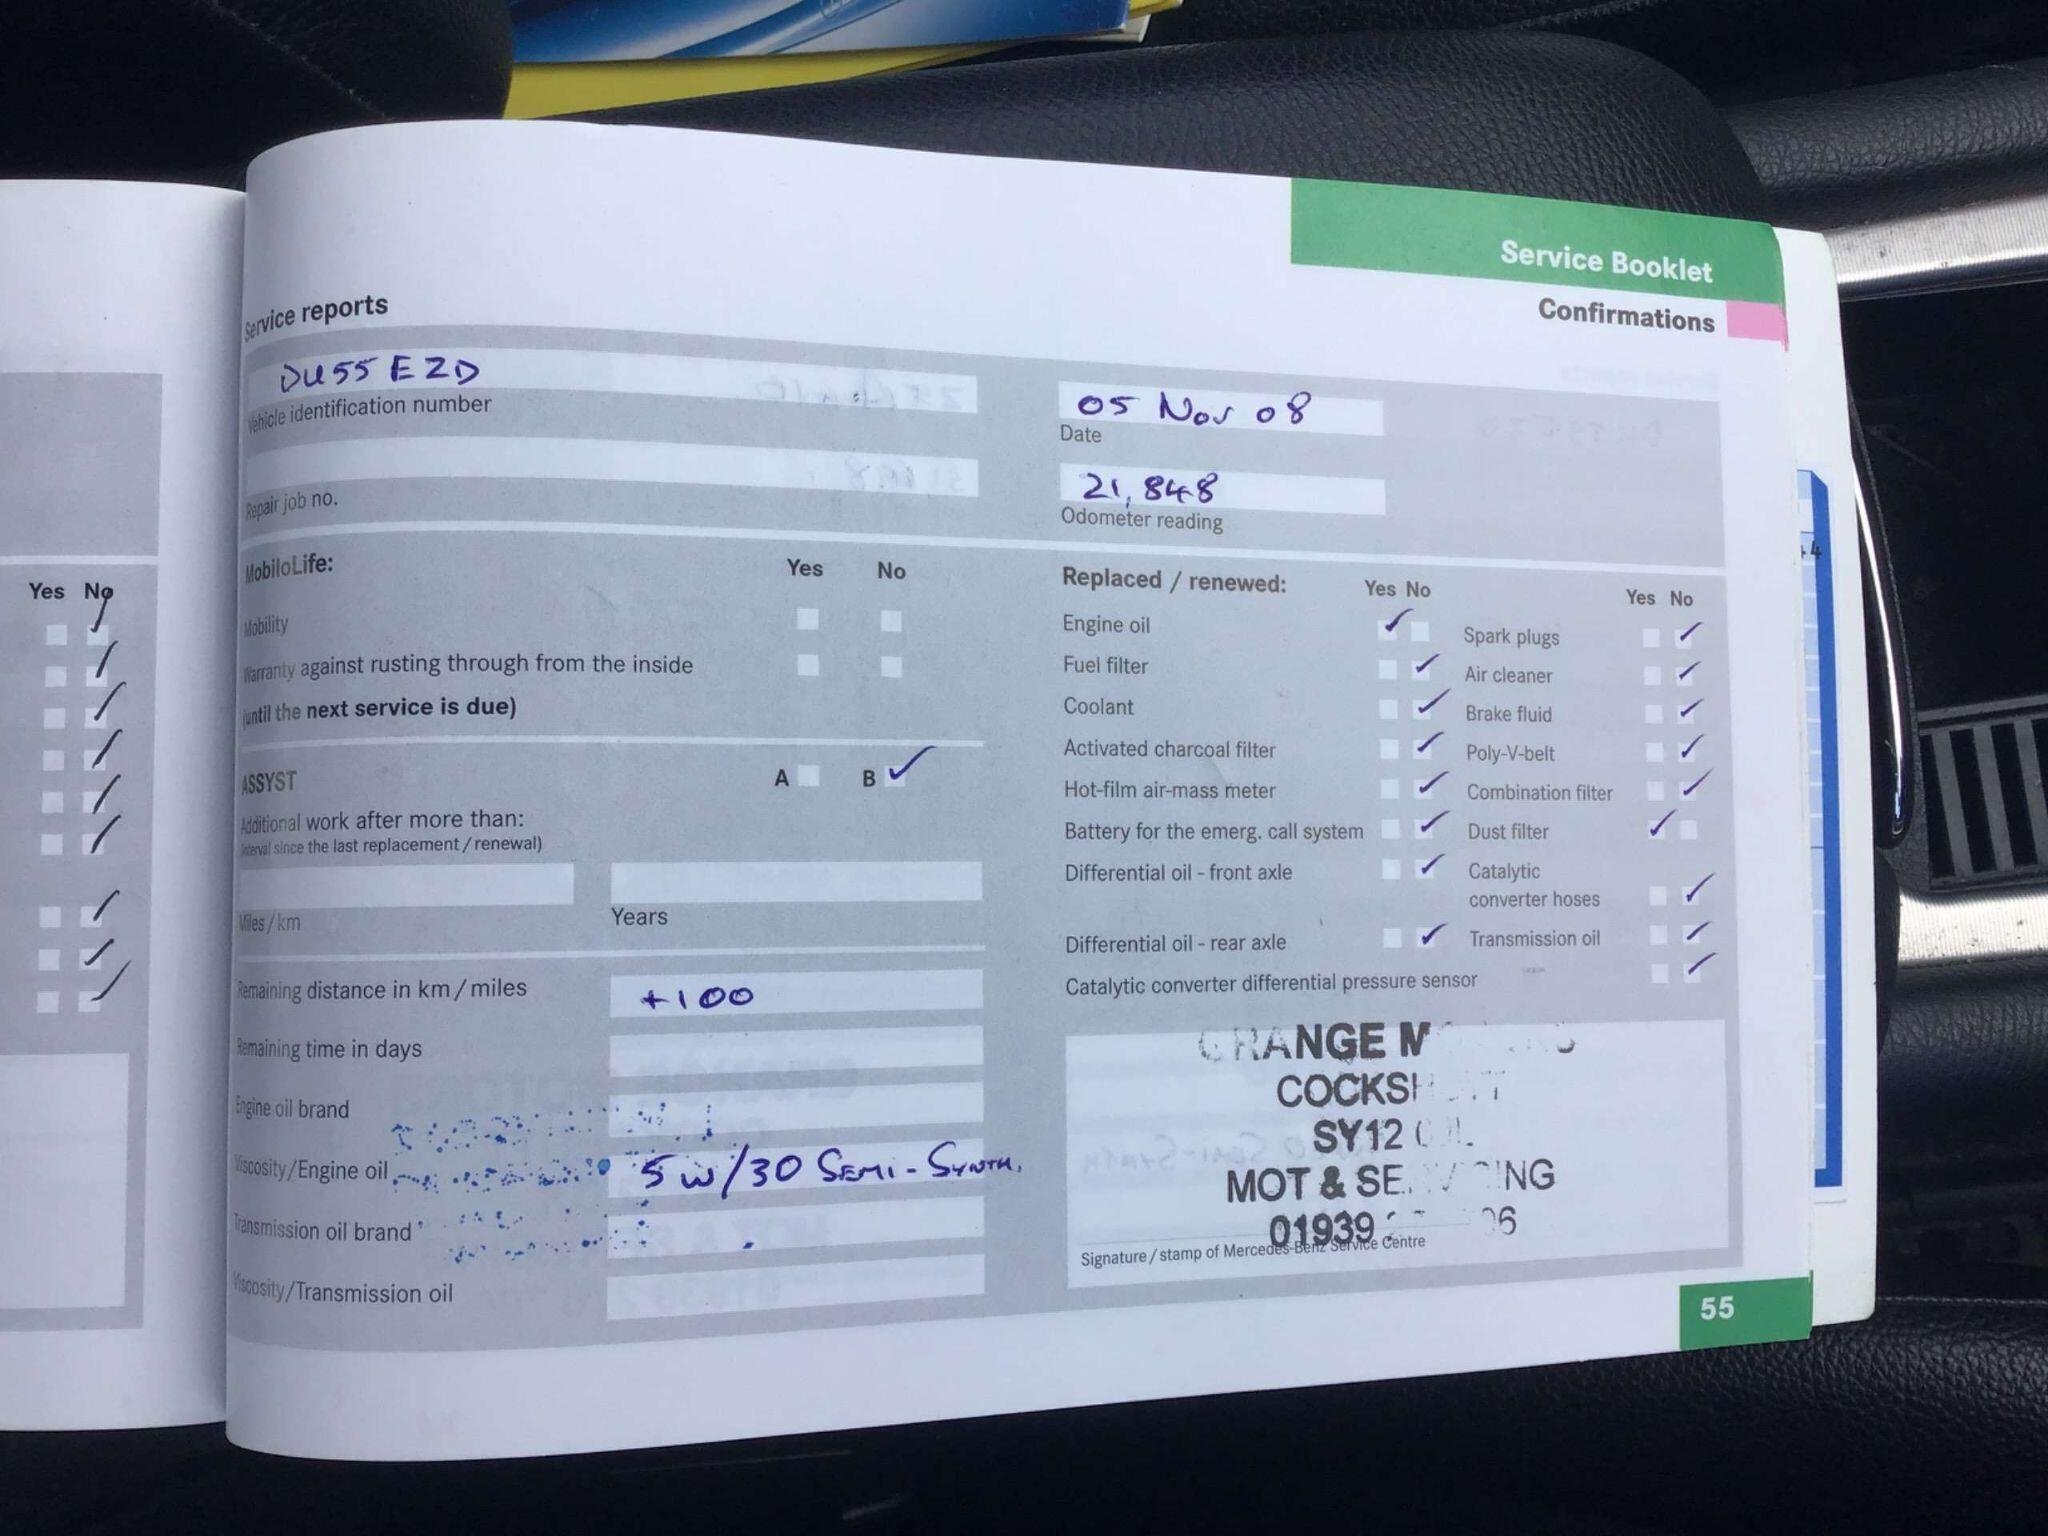 Service Booklet
Confirmations
Service reports
DU55 EZD
Vehicle identification number
05 Nov 08
Date
Repair job no.
21,848
Odometer reading
Yes No
MobiloLife: Yes No
Mobility
Warranty against rusting through from the inside
(until the next service is due)
ASSYST A B
Additional work after more than:
(interval since the last replacement / renewal)
Miles / km
Years
Remaining distance in km / miles +100
Remaining time in days
Engine oil brand
Viscosity/Engine oil 5W/30 SEMI-SYNTH.
Transmission oil brand
Viscosity/Transmission oil
Replaced / renewed: Yes No Yes No
Engine oil Spark plugs
Fuel filter Air cleaner
Coolant Brake fluid
Activated charcoal filter Poly-V-belt
Hot-film air-mass meter Combination filter
Battery for the emerg. call system Dust filter
Differential oil - front axle Catalytic
converter hoses
Differential oil - rear axle Transmission oil
Catalytic converter differential pressure sensor
SY12
MOT &
01939
Signature / stamp of Mercedes-Benz Service Centre
55